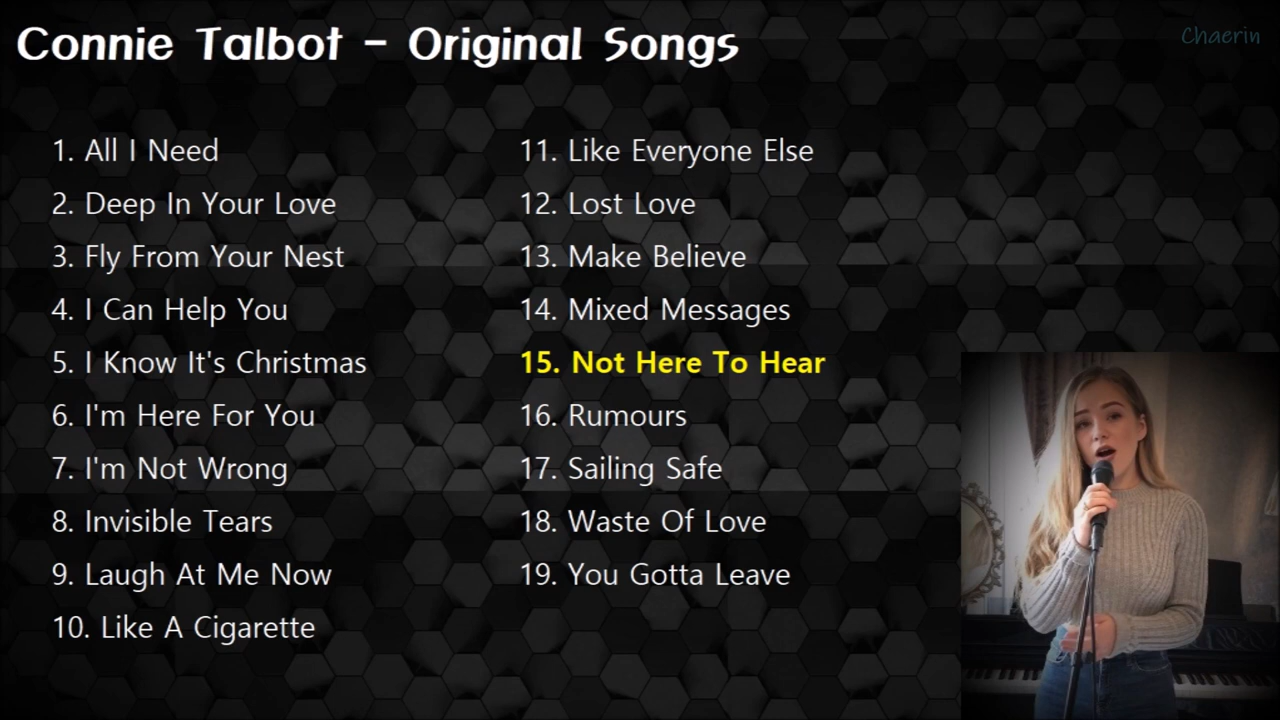 Connie Talbot - Original Songs
Chaerin
1. All I Need
2. Deep In Your Love
3. Fly From Your Nest
4. I Can Help You
5. I Know It's Christmas
6. I'm Here For You
7. I'm Not Wrong
8. Invisible Tears
9. Laugh At Me Now
10. Like A Cigarette
11. Like Everyone Else
12. Lost Love
13. Make Believe
14. Mixed Messages
15. Not Here To Hear
16. Rumours
17. Sailing Safe
18. Waste Of Love
19. You Gotta Leave